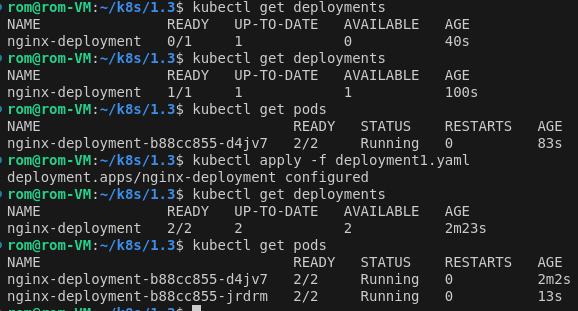 rom@rom-VM:~/k8s/1.3$ kubectl get deployments
NAME READY UP-TO-DATE AVAILABLE AGE
nginx-deployment 0/1 1 0 40s
rom@rom-VM:~/k8s/1.3$ kubectl get deployments
NAME READY UP-TO-DATE AVAILABLE AGE
nginx-deployment 1/1 1 1 100s
rom@rom-VM:~/k8s/1.3$ kubectl get pods
NAME READY STATUS RESTARTS AGE
nginx-deployment-b88cc855-d4jv7 2/2 Running 0 83s
rom@rom-VM:~/k8s/1.3$ kubectl apply -f deployment1.yaml
deployment.apps/nginx-deployment configured
rom@rom-VM:~/k8s/1.3$ kubectl get deployments
NAME READY UP-TO-DATE AVAILABLE AGE
nginx-deployment 2/2 2 2 2m23s
rom@rom-VM:~/k8s/1.3$ kubectl get pods
NAME READY STATUS RESTARTS AGE
nginx-deployment-b88cc855-d4jv7 2/2 Running 0 2m2s
nginx-deployment-b88cc855-jrdrm 2/2 Running 0 13s
rom@rom-VM:~/k8s/1.3$